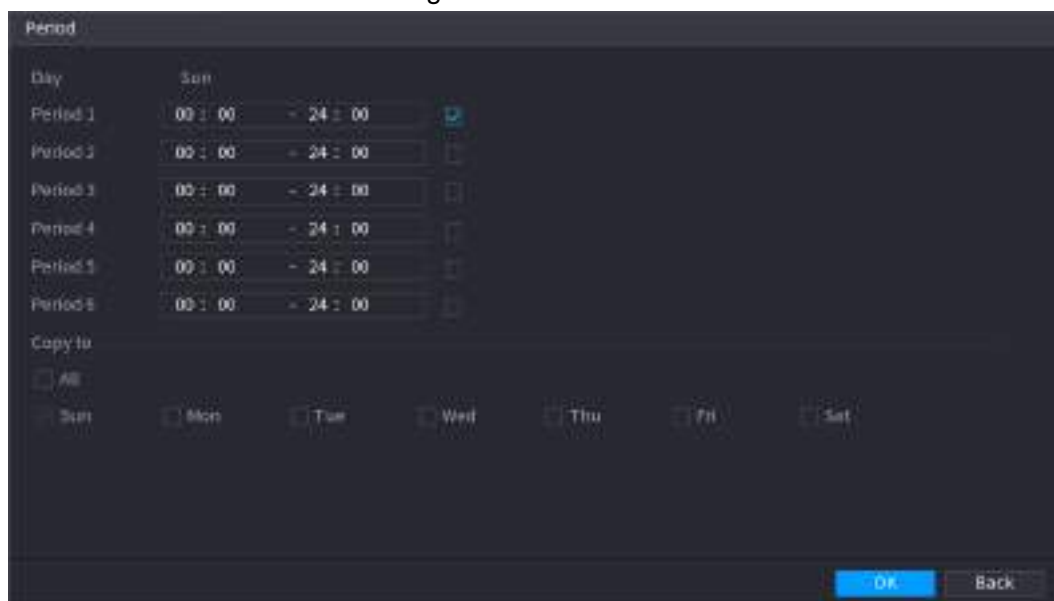 Period
Day Sun
Period 1 00 : 00 - 24 : 00
Period 2 00 : 00 - 24 : 00
Period 3 00 : 00 - 24 : 00
Period 4 00 : 00 - 24 : 00
Period 5 00 : 00 - 24 : 00
Period 6 00 : 00 - 24 : 00
Copy to
All
Sun Mon Tue Wed Thu Fri Sat
OK Back